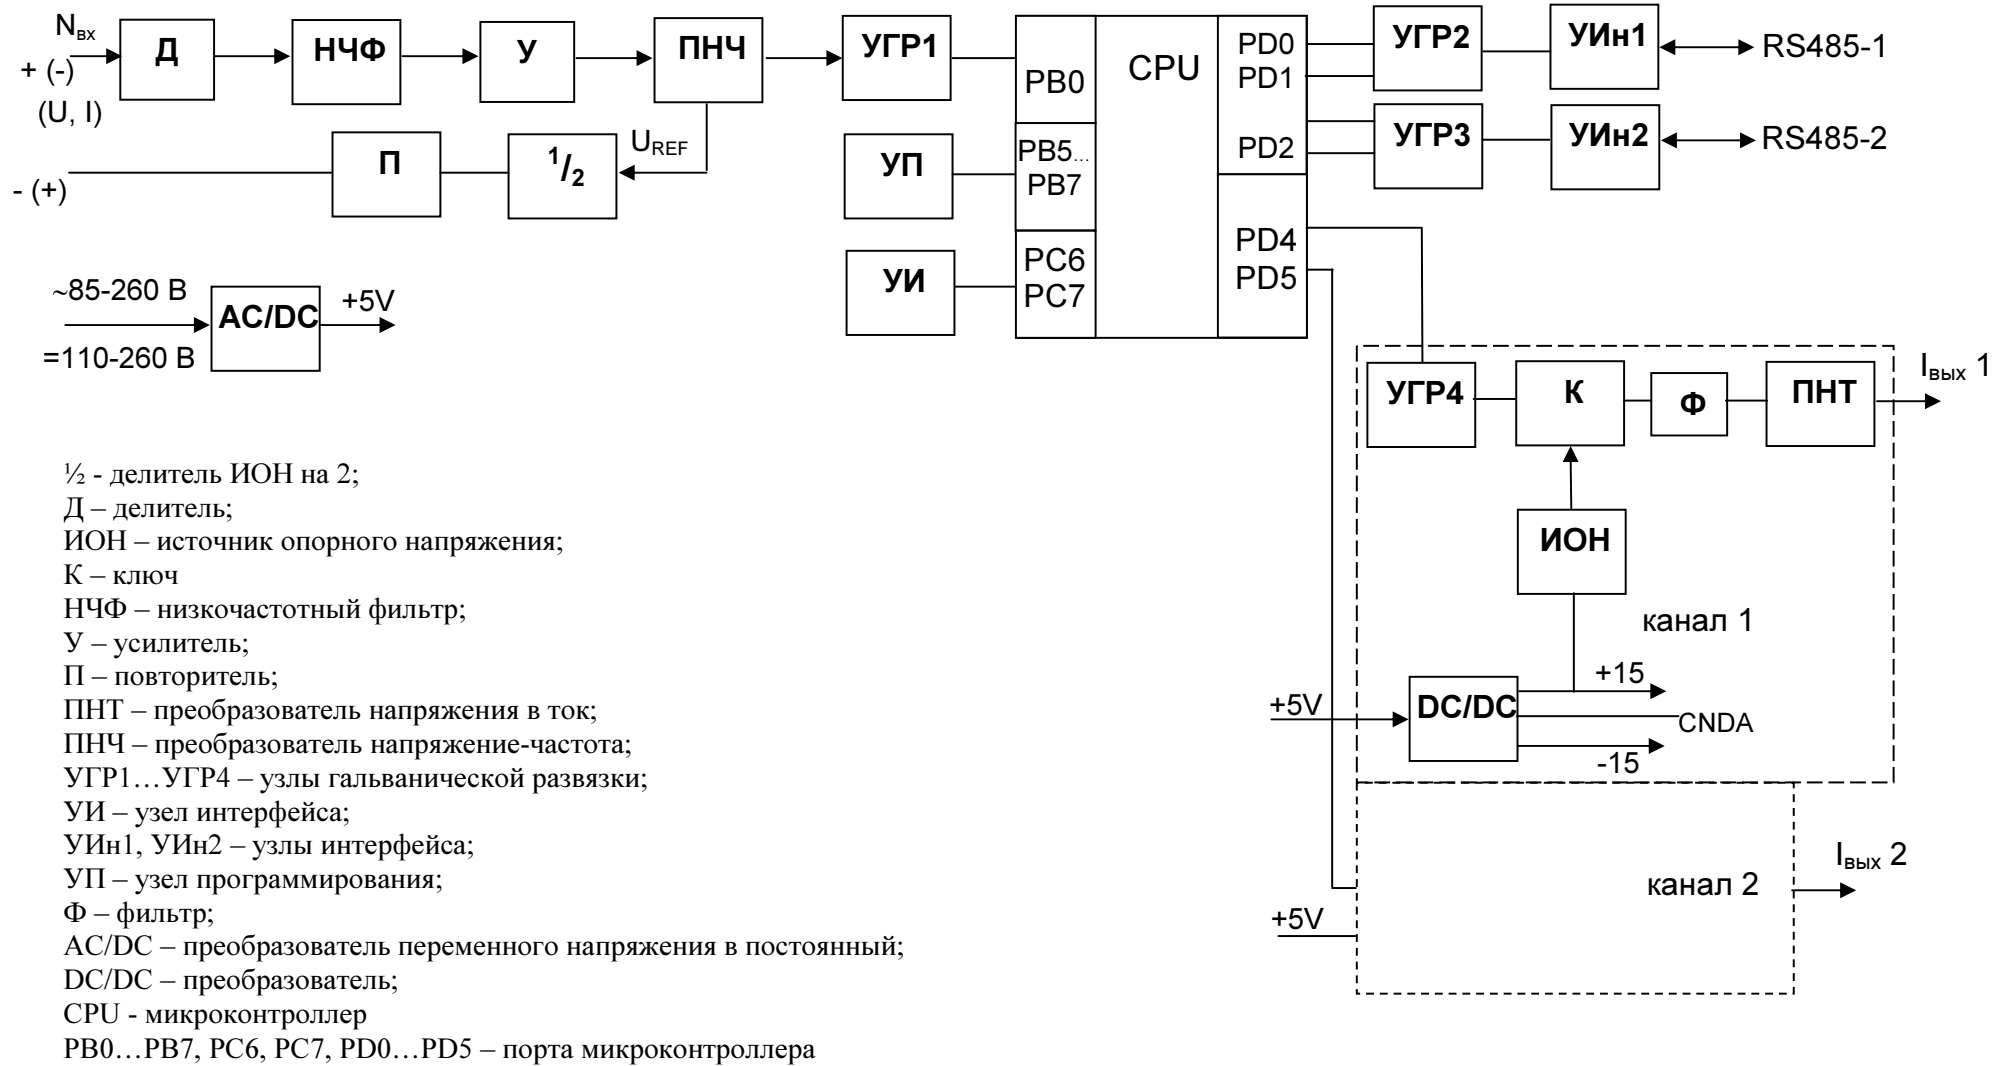 Nвх
+ (-)
(U, I)
Д
НЧФ
У
ПНЧ
УГР1
PB0
CPU
PD0
PD1
УГР2
УИн1
RS485-1
- (+)
П
1/2
UREF
УП
PB5...
PB7
PD2
УГР3
УИн2
RS485-2
УИ
PC6
PC7
PD4
PD5
~85-260 В
=110-260 В
AC/DC
+5V
УГР4
К
Ф
ПНТ
Iвых 1
ИОН
канал 1
+5V
DC/DC
+15
CNDA
-15
канал 2
Iвых 2
+5V
½ - делитель ИОН на 2;
Д – делитель;
ИОН – источник опорного напряжения;
К – ключ
НЧФ – низкочастотный фильтр;
У – усилитель;
П – повторитель;
ПНТ – преобразователь напряжения в ток;
ПНЧ – преобразователь напряжение-частота;
УГР1…УГР4 – узлы гальванической развязки;
УИ – узел интерфейса;
УИн1, УИн2 – узлы интерфейса;
УП – узел программирования;
Ф – фильтр;
AC/DC – преобразователь переменного напряжения в постоянный;
DC/DC – преобразователь;
CPU - микроконтроллер
PB0…PB7, PC6, PC7, PD0…PD5 – порта микроконтроллера